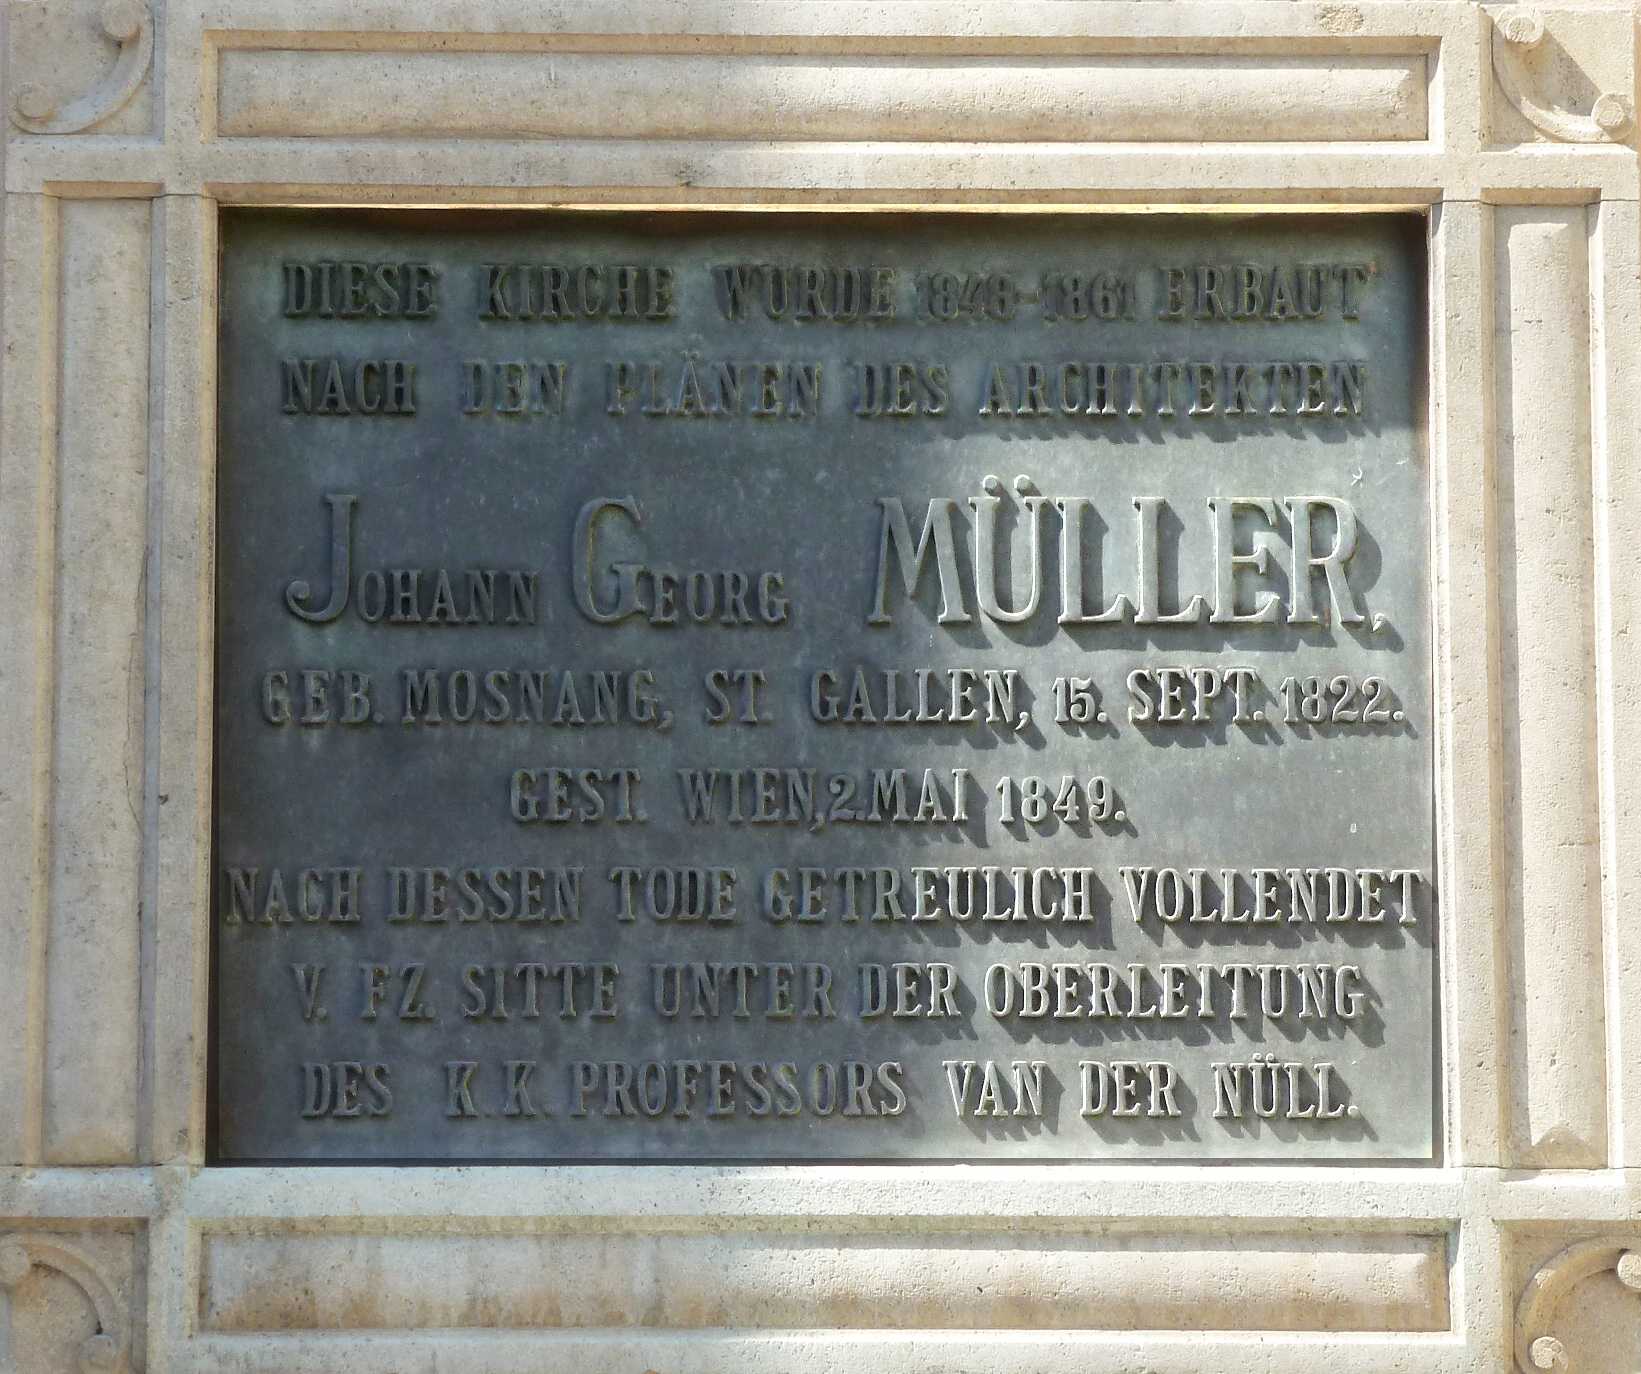 DIESE KIRCHE WURDE 1848-1861 ERBAUT
NACH DEN PLÄNEN DES ARCHITEKTEN
JOHANN GEORG MÜLLER,
GEB. MOSNANG, ST. GALLEN, 15. SEPT. 1822.
GEST. WIEN, 2. MAI 1849.
NACH DESSEN TODE GETREULICH VOLLENDET
V. FZ. SITTE UNTER DER OBERLEITUNG
DES K. K. PROFESSORS VAN DER NÜLL.